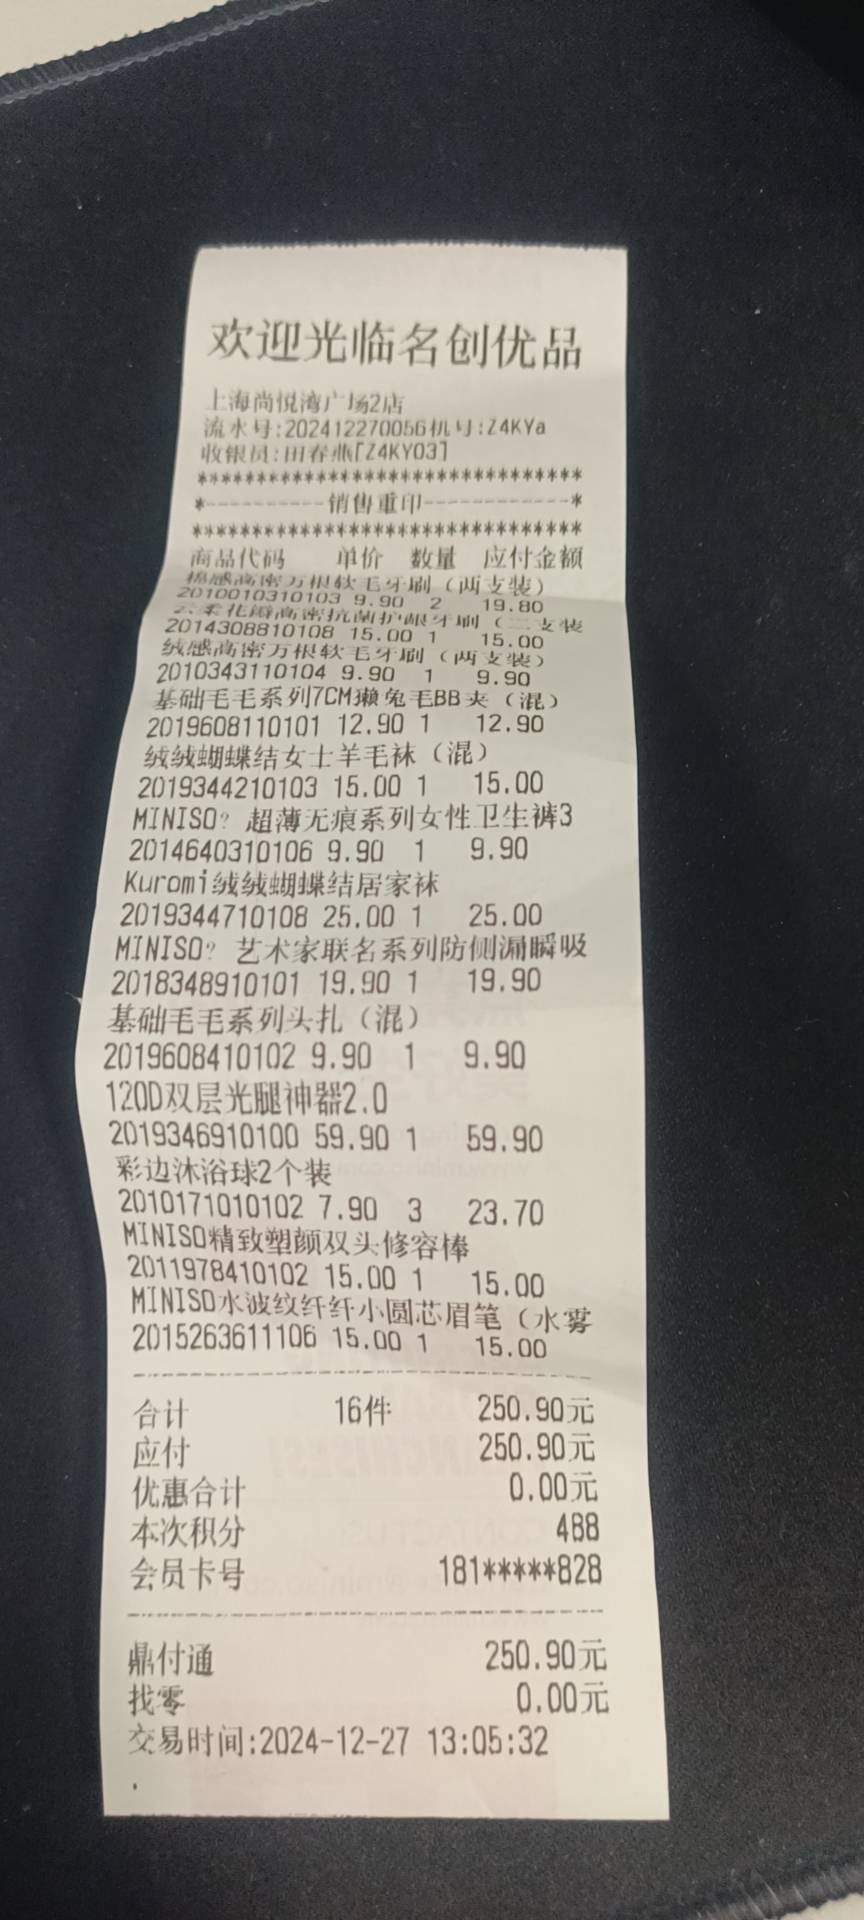 欢迎光临名创优品
上海尚悦湾广场2店
流水号:202412270056机号:Z4KYa
收银员:田春燕[Z4KY03]
********************************
*----------销售重印------------*
********************************
商品代码 单价 数量 应付金额
棉感高密万根软毛牙刷（两支装）
2010010310103 9.90 2 19.80
柔花瓣高密抗菌护龈牙刷（二支装
2014308810108 15.00 1 15.00
绒感高密万根软毛牙刷（两支装）
2010343110104 9.90 1 9.90
基础毛毛系列7CM獭兔毛BB夹（混）
2019608110101 12.90 1 12.90
绒绒蝴蝶结女士羊毛袜（混）
2019344210103 15.00 1 15.00
MINISO? 超薄无痕系列女性卫生裤3
2014640310106 9.90 1 9.90
Kuromi绒绒蝴蝶结居家袜
2019344710108 25.00 1 25.00
MINISO? 艺术家联名系列防侧漏瞬吸
2018348910101 19.90 1 19.90
基础毛毛系列头扎（混）
2019608410102 9.90 1 9.90
120D双层光腿神器2.0
2019346910100 59.90 1 59.90
彩边沐浴球2个装
2010171010102 7.90 3 23.70
MINISO精致塑颜双头修容棒
2011978410102 15.00 1 15.00
MINISO水波纹纤纤小圆芯眉笔（水雾
2015263611106 15.00 1 15.00
合计 16件 250.90元
应付 250.90元
优惠合计 0.00元
本次积分 488
会员卡号 181*****828
鼎付通 250.90元
找零 0.00元
交易时间:2024-12-27 13:05:32